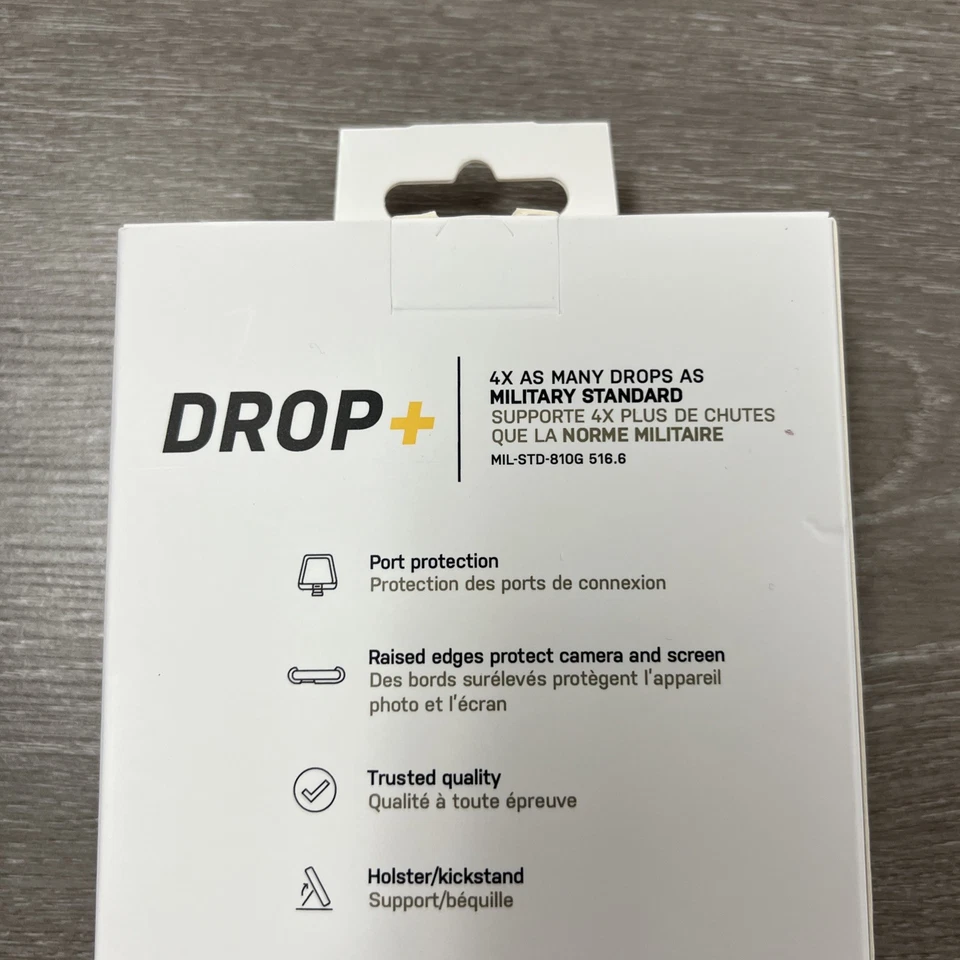 DROP+
4X AS MANY DROPS AS
MILITARY STANDARD
SUPPORTE 4X PLUS DE CHUTES
QUE LA NORME MILITAIRE
MIL-STD-810G 516.6
Port protection
Protection des ports de connexion
Raised edges protect camera and screen
Des bords surélevés protègent l'appareil
photo et l'écran
Trusted quality
Qualité à toute épreuve
Holster/kickstand
Support/béquille